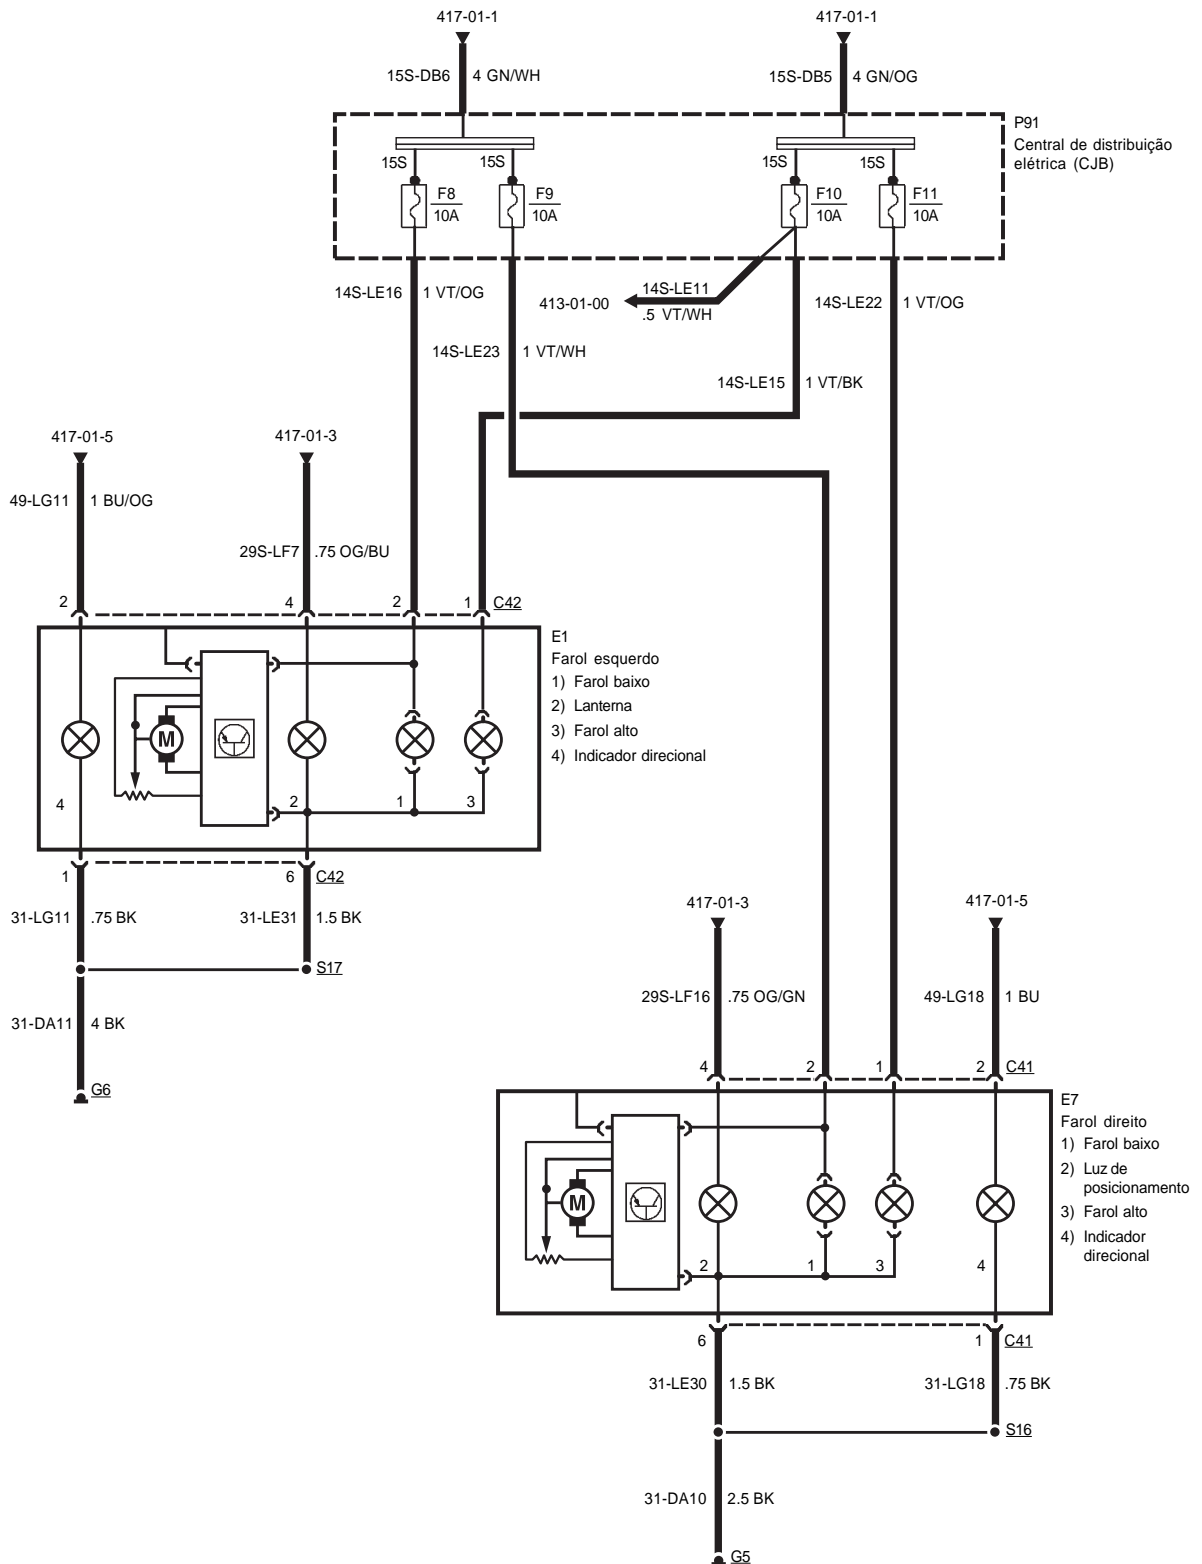 417-01-1
417-01-1
15S-DB6
4 GN/WH
15S-DB5
4 GN/OG
P91
Central de distribuição
elétrica (CJB)
15S
15S
15S
15S
F8
10A
F9
10A
F10
10A
F11
10A
14S-LE16
1 VT/OG
413-01-00
14S-LE11
.5 VT/WH
14S-LE22
1 VT/OG
14S-LE23
1 VT/WH
14S-LE15
1 VT/BK
417-01-5
417-01-3
49-LG11
1 BU/OG
29S-LF7
.75 OG/BU
2
4
2
1
C42
E1
Farol esquerdo
1) Farol baixo
2) Lanterna
3) Farol alto
4) Indicador direcional
M
4
2
1
3
1
6
C42
31-LG11
.75 BK
31-LE31
1.5 BK
S17
31-DA11
4 BK
G6
417-01-3
417-01-5
29S-LF16
.75 OG/GN
49-LG18
1 BU
4
2
1
2
C41
E7
Farol direito
1) Farol baixo
2) Luz de
posicionamento
3) Farol alto
4) Indicador
direcional
M
2
1
3
4
6
1
C41
31-LE30
1.5 BK
31-LG18
.75 BK
S16
31-DA10
2.5 BK
G5